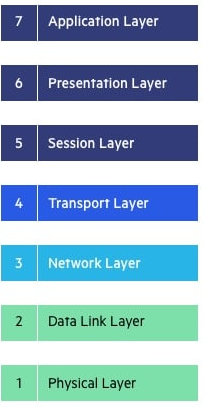 7 Application Layer
6 Presentation Layer
5 Session Layer
4 Transport Layer
3 Network Layer
2 Data Link Layer
1 Physical Layer